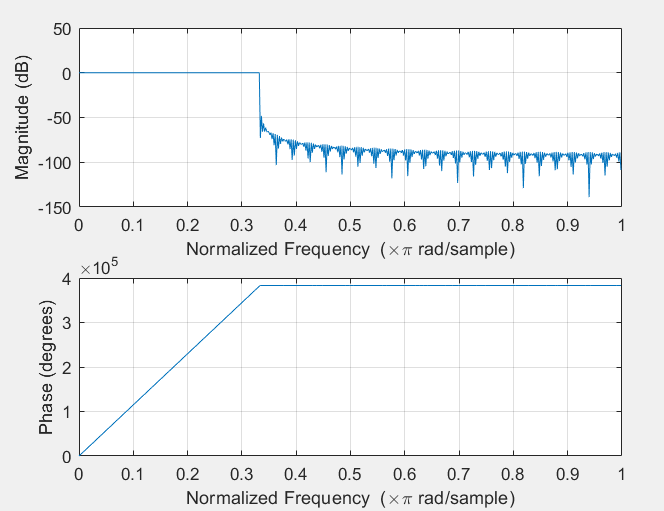 50
0
-50
-100
-150
Magnitude (dB)
0 0.1 0.2 0.3 0.4 0.5 0.6 0.7 0.8 0.9 1
Normalized Frequency (×π rad/sample)
×10^5
4
3
2
1
0
Phase (degrees)
0 0.1 0.2 0.3 0.4 0.5 0.6 0.7 0.8 0.9 1
Normalized Frequency (×π rad/sample)